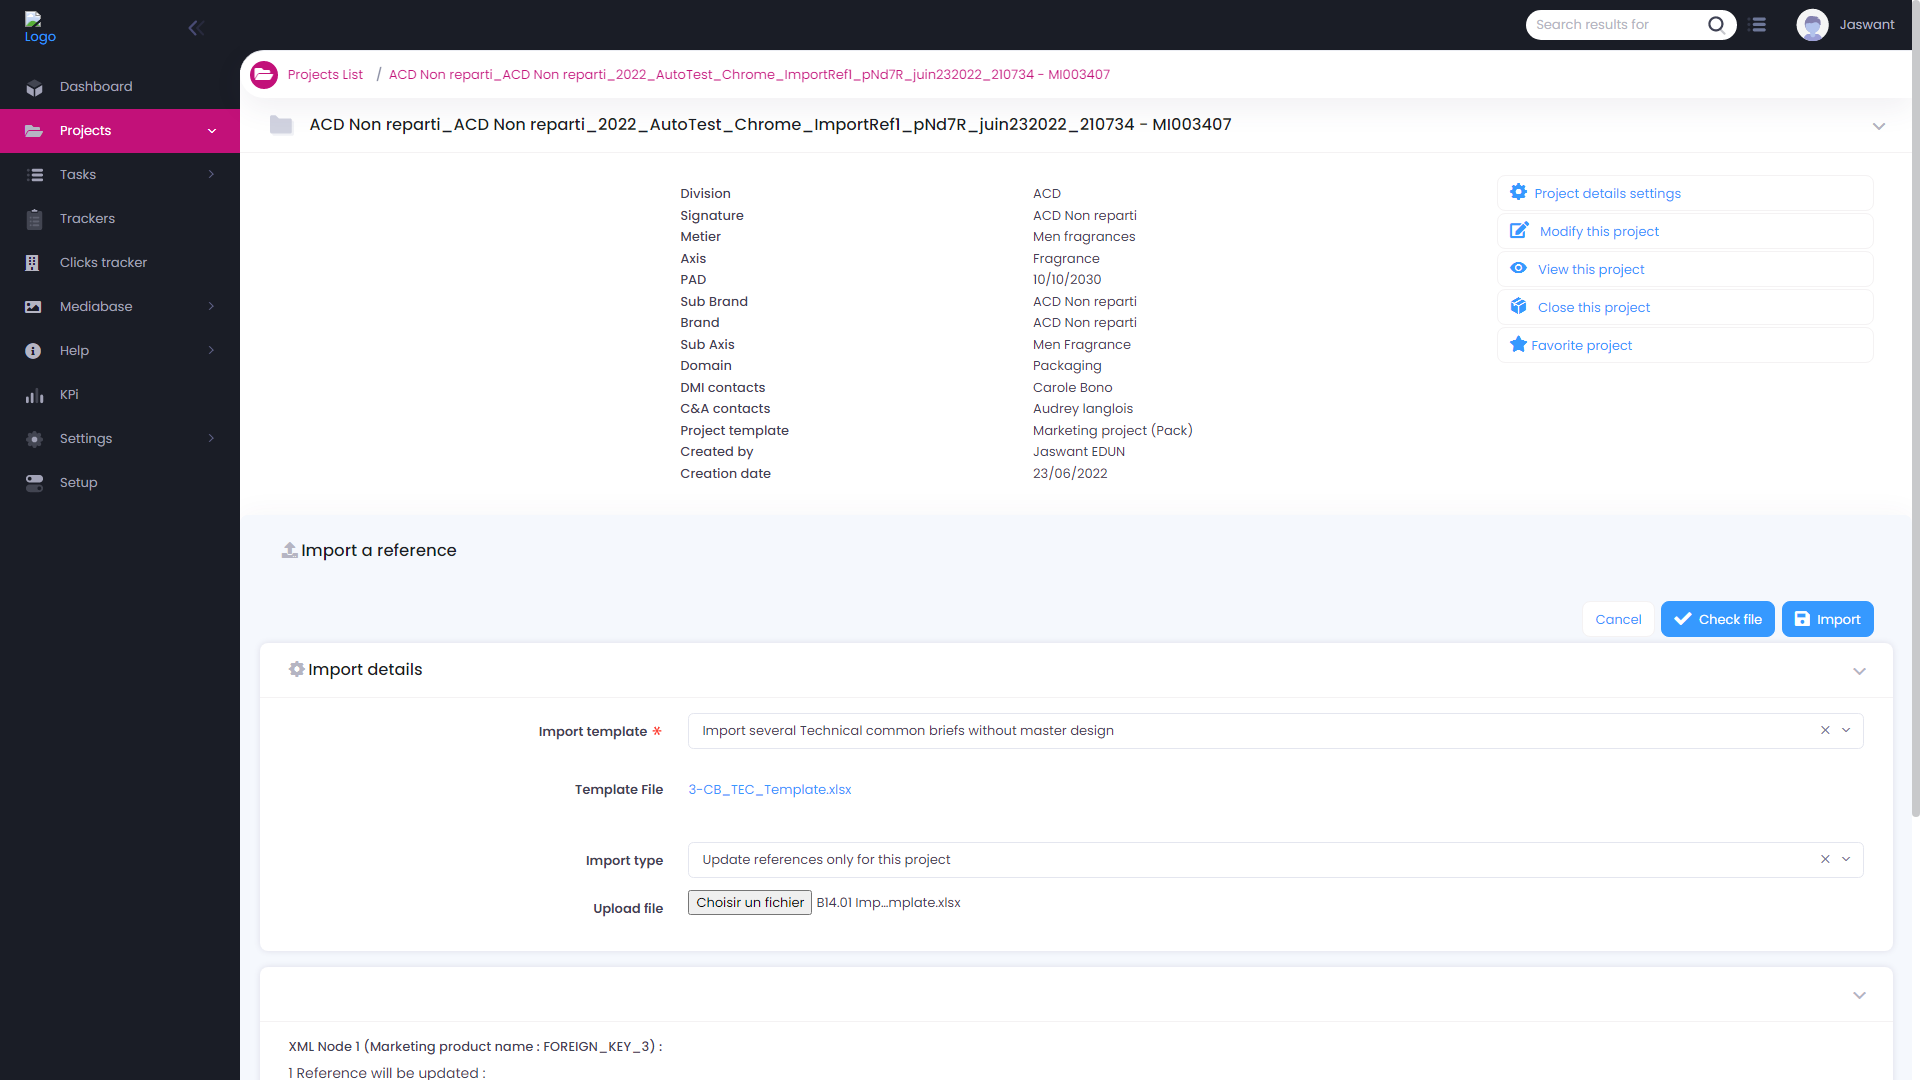 Logo
Search results for
Jaswant
Dashboard
Projects
Tasks
Trackers
Clicks tracker
Mediabase
Help
KPi
Settings
Setup
Projects List / ACD Non reparti_ACD Non reparti_2022_AutoTest_Chrome_ImportRef1_pNd7R_juin232022_210734 - MI003407
ACD Non reparti_ACD Non reparti_2022_AutoTest_Chrome_ImportRef1_pNd7R_juin232022_210734 - MI003407
Division ACD
Signature ACD Non reparti
Metier Men fragrances
Axis Fragrance
PAD 10/10/2030
Sub Brand ACD Non reparti
Brand ACD Non reparti
Sub Axis Men Fragrance
Domain Packaging
DMI contacts Carole Bono
C&A contacts Audrey langlois
Project template Marketing project (Pack)
Created by Jaswant EDUN
Creation date 23/06/2022
Project details settings
Modify this project
View this project
Close this project
Favorite project
Import a reference
Cancel Check file Import
Import details
Import template * Import several Technical common briefs without master design
Template File 3-CB_TEC_Template.xlsx
Import type Update references only for this project
Upload file Choisir un fichier B14.01 Imp...mplate.xlsx
XML Node 1 (Marketing product name : FOREIGN_KEY_3) :
1 Reference will be updated :